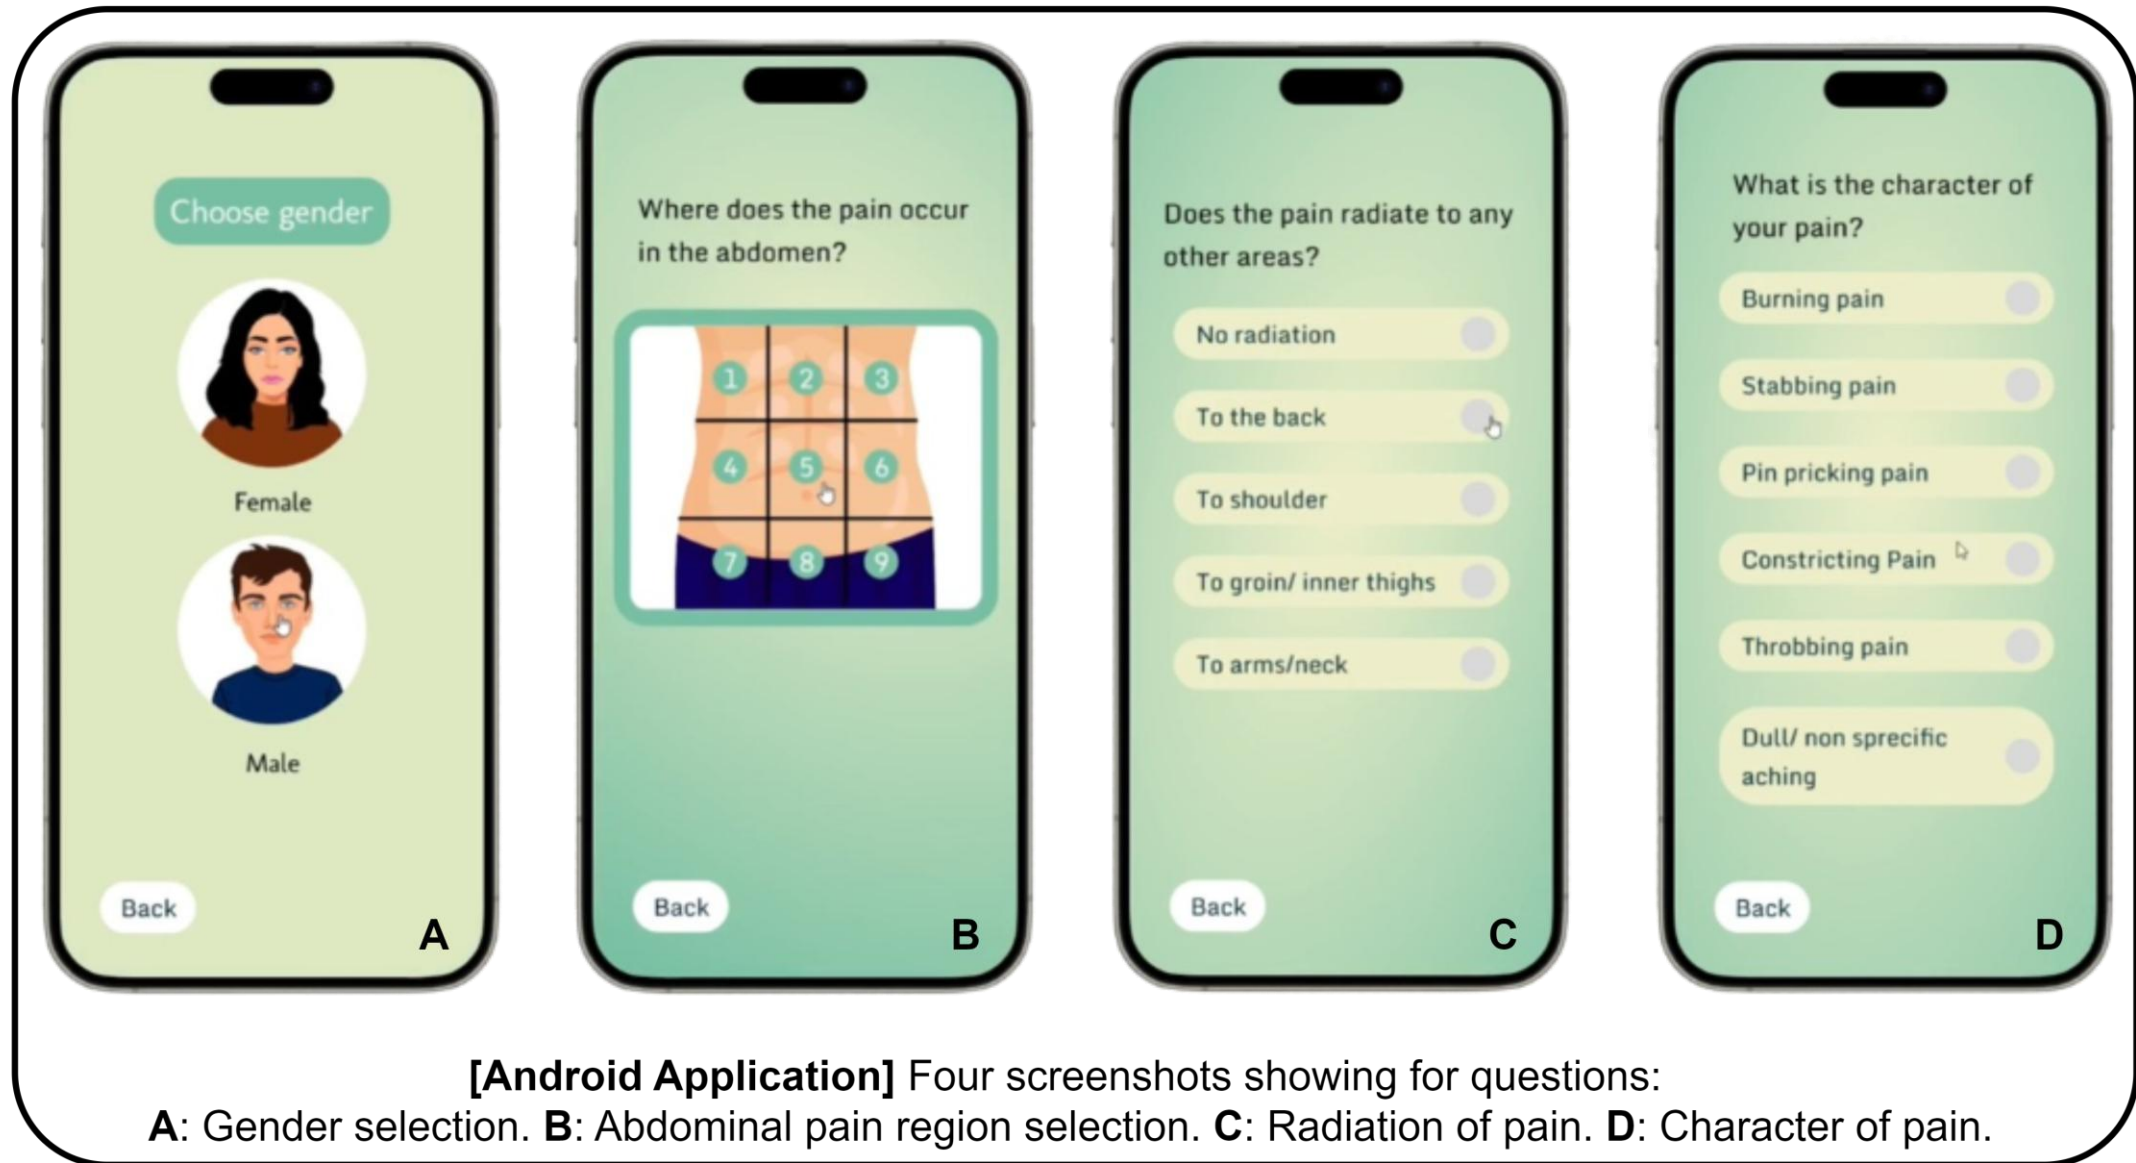 Choose gender
Female
Male
Back
A
Where does the pain occur
in the abdomen?
1 2 3
4 5 6
7 8 9
Back
B
Does the pain radiate to any
other areas?
No radiation
To the back
To shoulder
To groin/ inner thighs
To arms/neck
Back
C
What is the character of
your pain?
Burning pain
Stabbing pain
Pin pricking pain
Constricting Pain
Throbbing pain
Dull/ non sprecific
aching
Back
D
[Android Application] Four screenshots showing for questions:
A: Gender selection. B: Abdominal pain region selection. C: Radiation of pain. D: Character of pain.